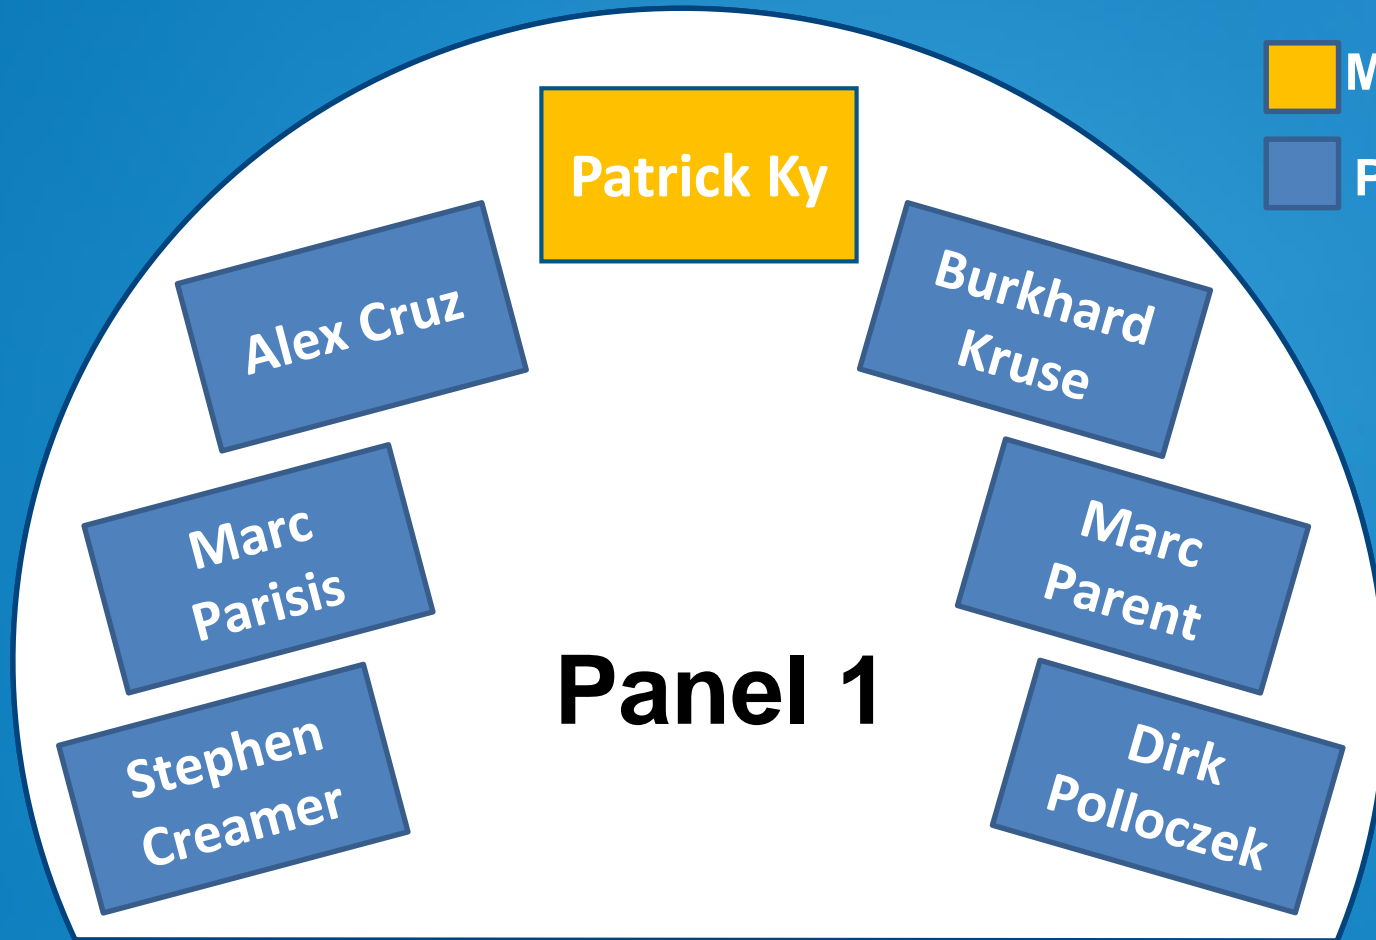 Patrick Ky
Alex Cruz
Burkhard
Kruse
Marc
Parisis
Marc
Parent
Panel 1
Stephen
Creamer
Dirk
Polloczek
M
P